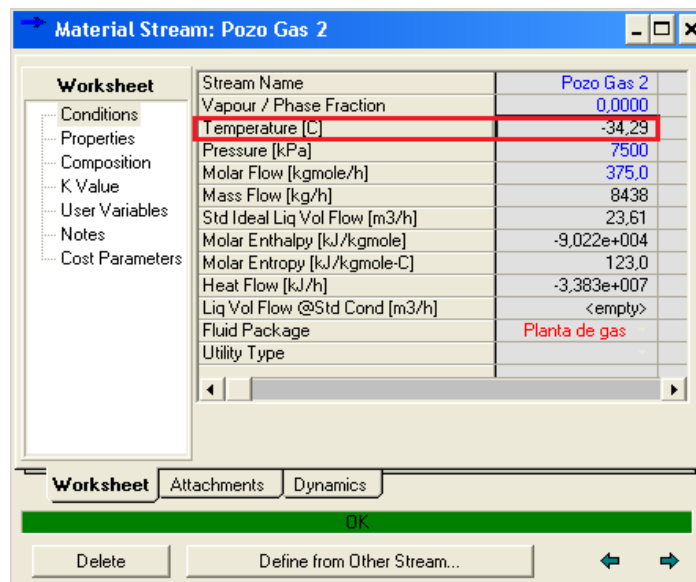 Material Stream: Pozo Gas 2
Worksheet
Conditions
Properties
Composition
K Value
User Variables
Notes
Cost Parameters
Stream Name Pozo Gas 2
Vapour / Phase Fraction 0,0000
Temperature [C] -34,29
Pressure [kPa] 7500
Molar Flow [kgmole/h] 375,0
Mass Flow [kg/h] 8438
Std Ideal Liq Vol Flow [m3/h] 23,61
Molar Enthalpy [kJ/kgmole] -9,022e+004
Molar Entropy [kJ/kgmole-C] 123,0
Heat Flow [kJ/h] -3,383e+007
Liq Vol Flow @Std Cond [m3/h] <empty>
Fluid Package Planta de gas
Utility Type
Worksheet Attachments Dynamics
OK
Delete Define from Other Stream...